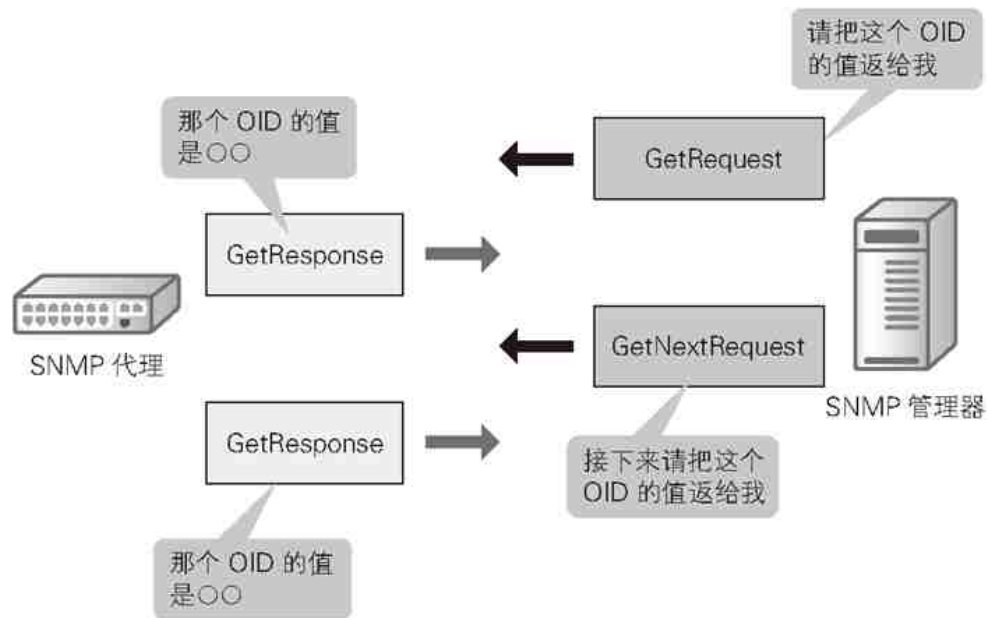 请把这个 OID
的值返给我
那个 OID 的值
是○○
GetRequest
GetResponse
SNMP 代理
GetNextRequest
SNMP 管理器
GetResponse
接下来请把这个
OID 的值返给我
那个 OID 的值
是○○